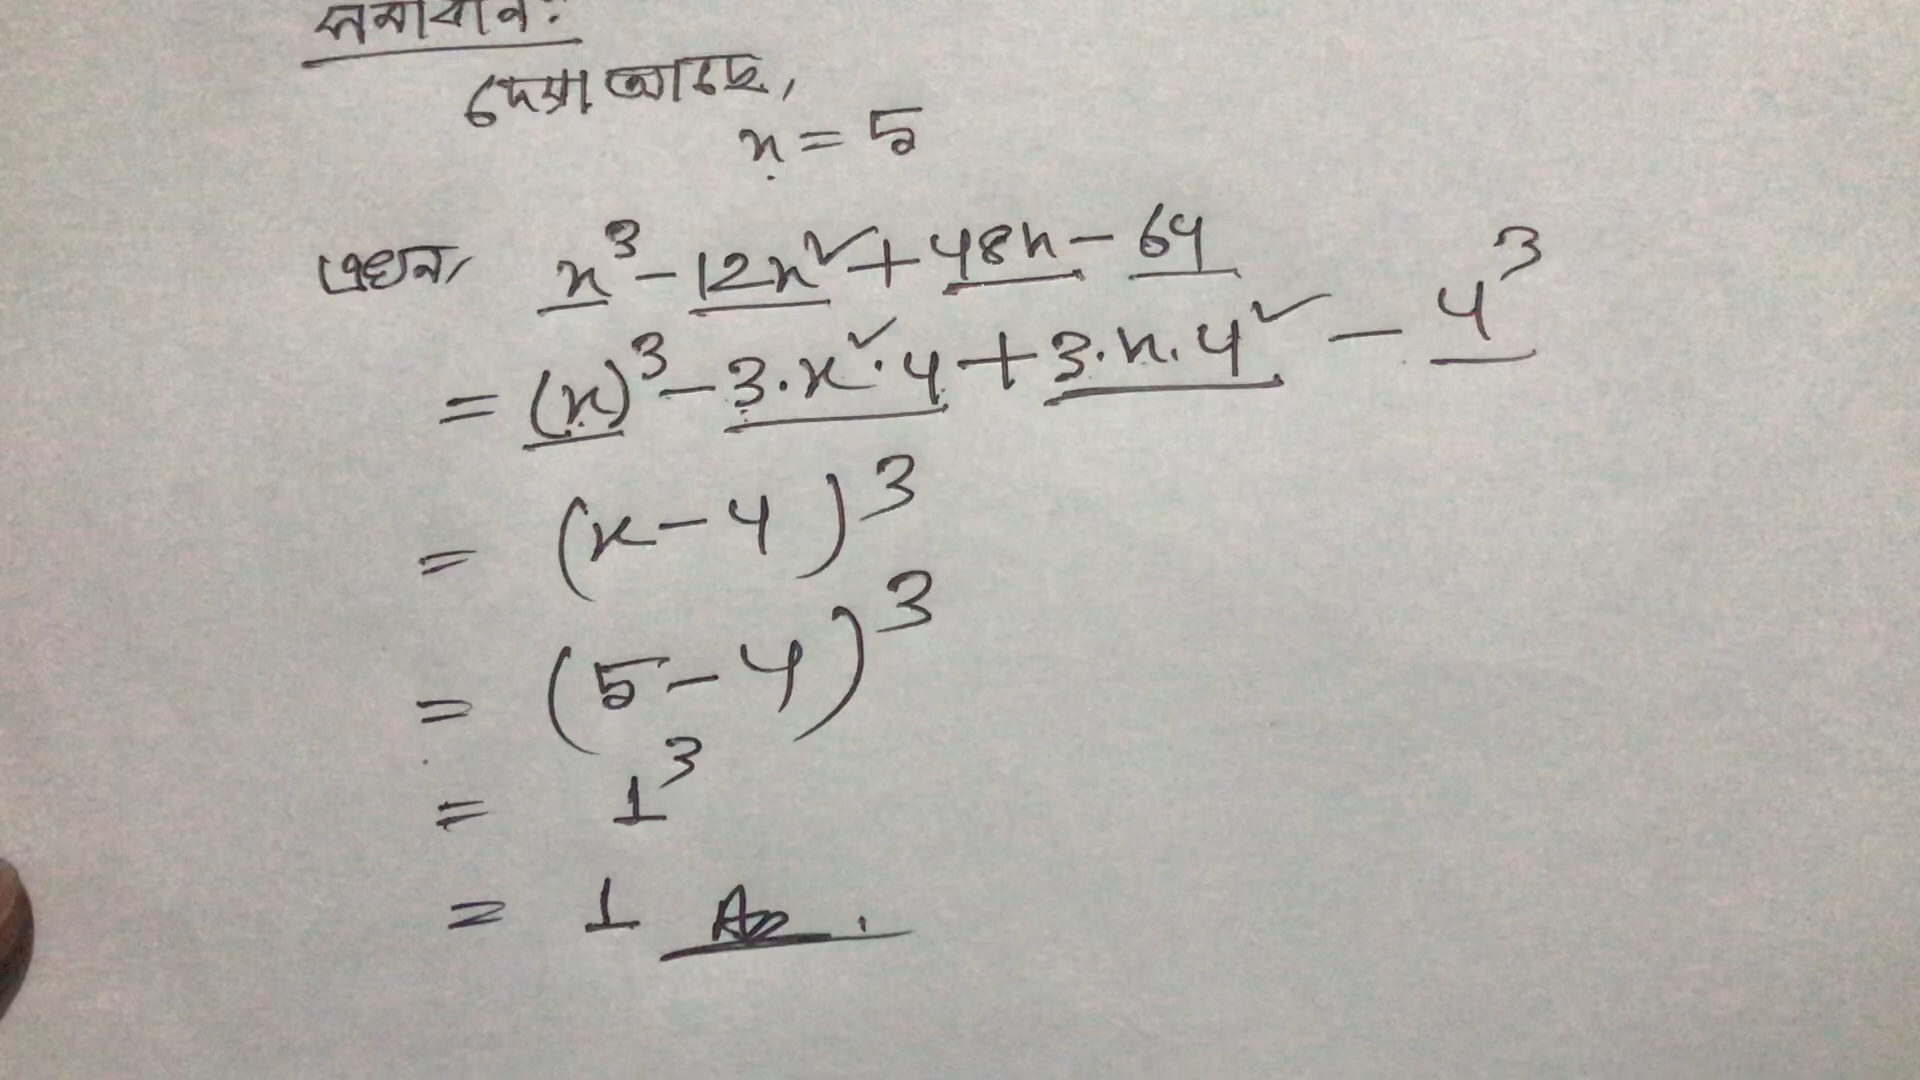 সমাধান:
দেয়া আছে,
x = 5
এখন, x³ - 12x² + 48x - 64
= (x)³ - 3·x²·4 + 3·x·4² - 4³
= (x-4)³
= (5-4)³
= 1³
= 1 Ans.